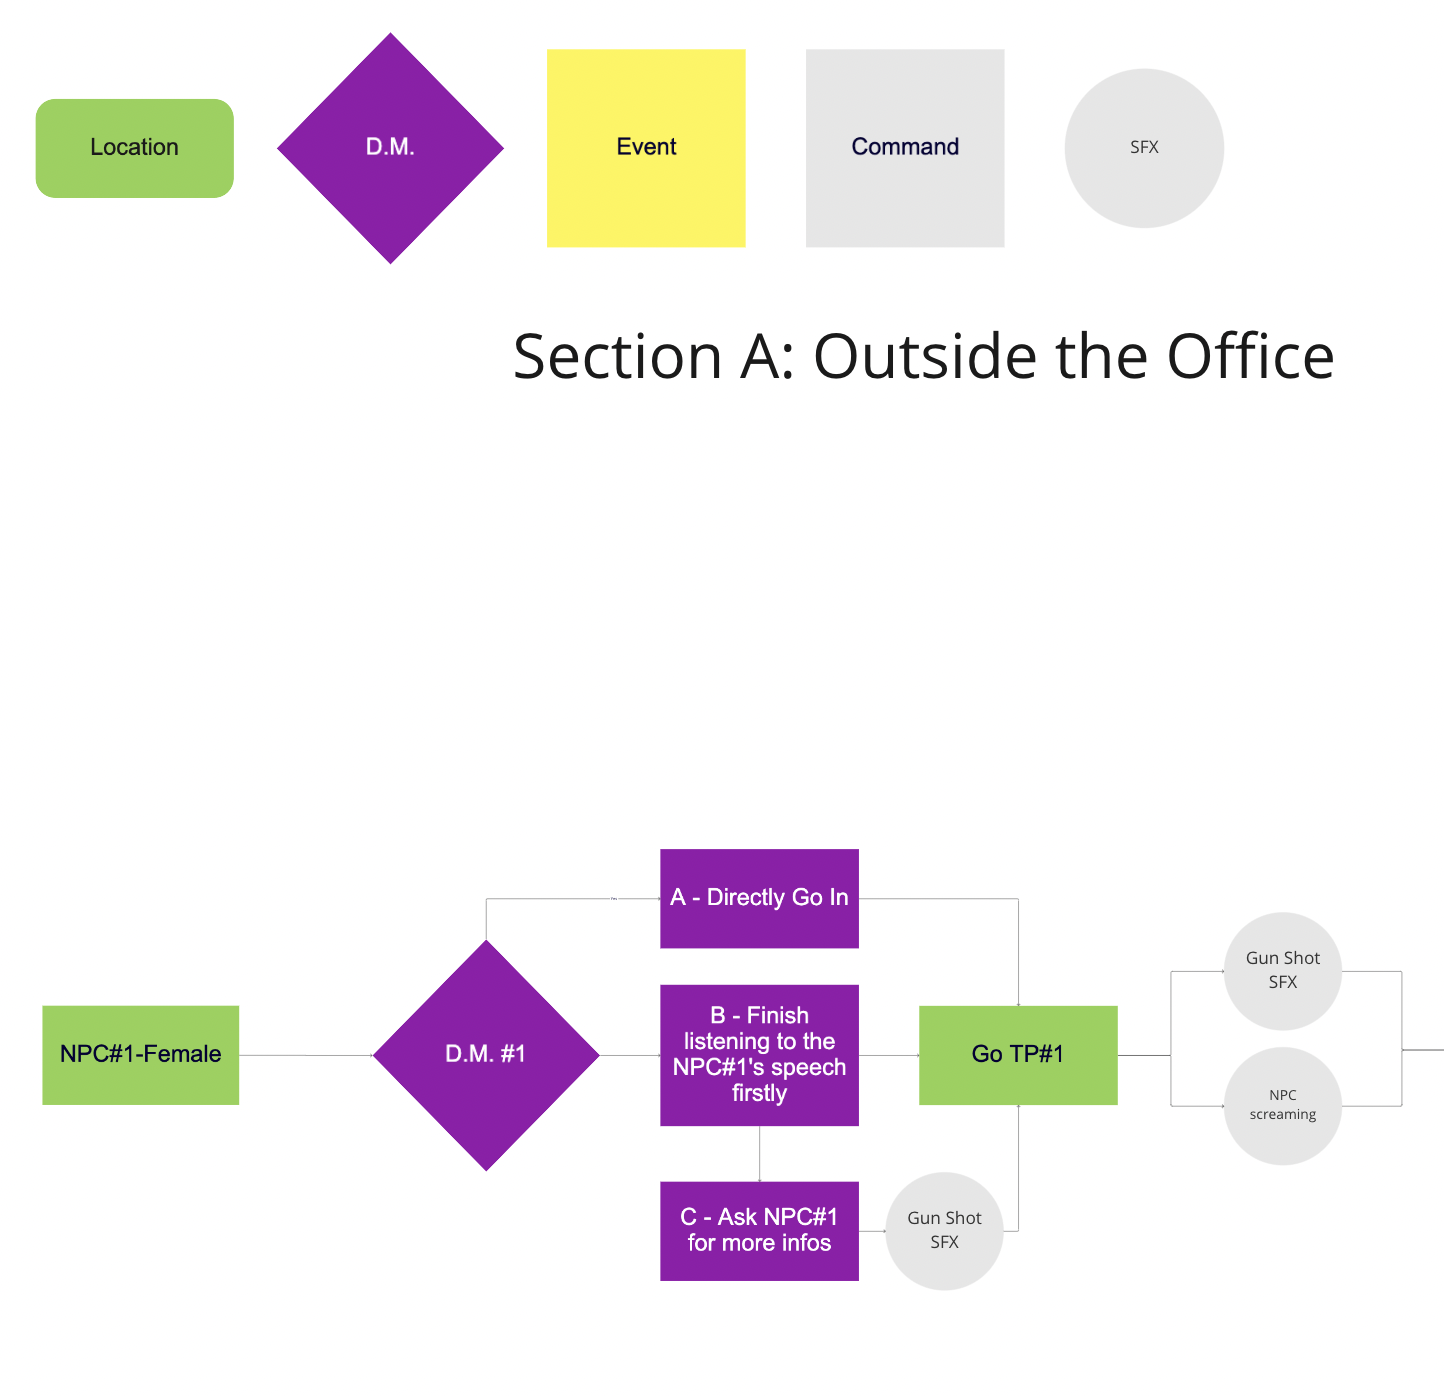 Location
D.M.
Event
Command
SFX
Section A: Outside the Office
A - Directly Go In
NPC#1-Female
D.M. #1
B - Finish
listening to the
NPC#1's speech
firstly
Go TP#1
Gun Shot
SFX
NPC
screaming
C - Ask NPC#1
for more infos
Gun Shot
SFX